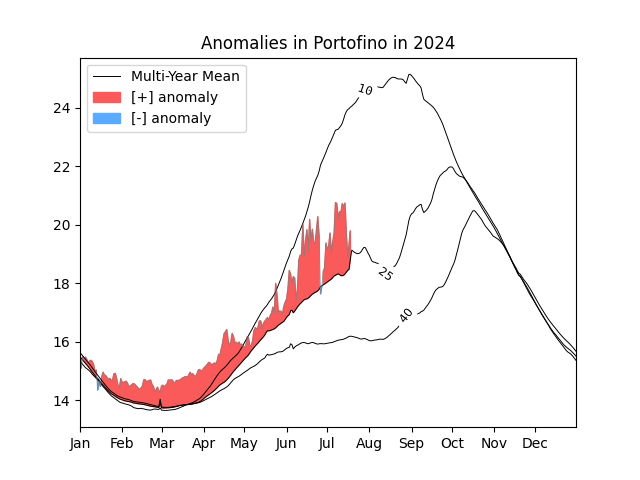 Anomalies in Portofino in 2024
Multi-Year Mean
[+] anomaly
[-] anomaly
10
25
40
24
22
20
18
16
14
Jan Feb Mar Apr May Jun Jul Aug Sep Oct Nov Dec